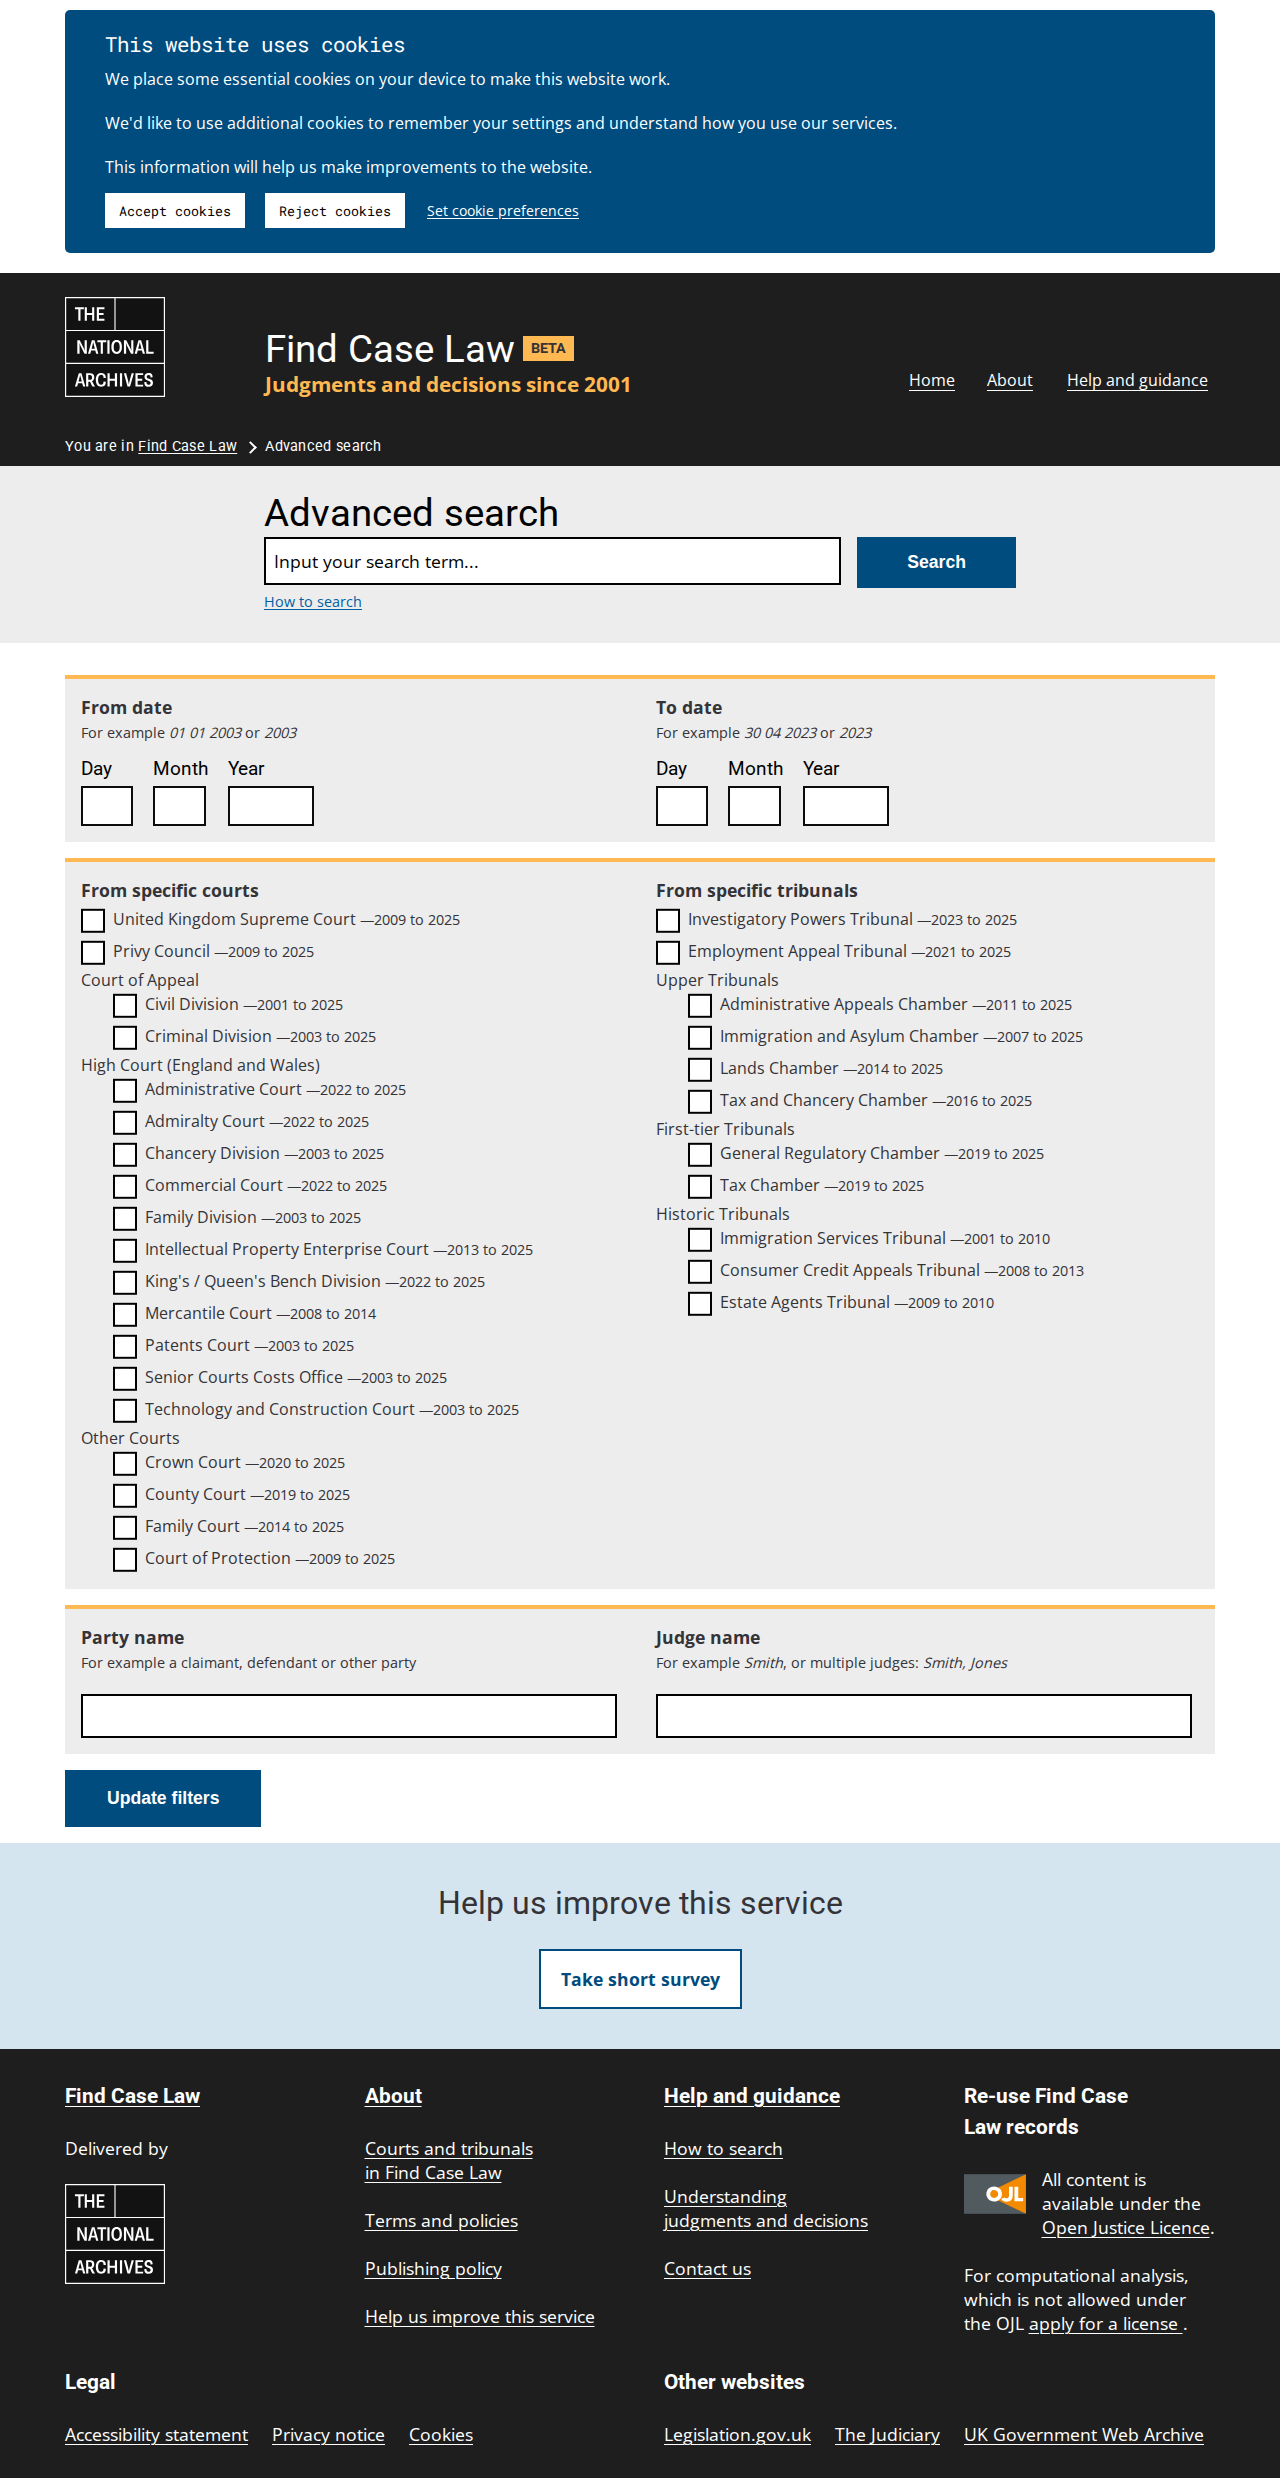 This website uses cookies
We place some essential cookies on your device to make this website work.
We'd like to use additional cookies to remember your settings and understand how you use our services.
This information will help us make improvements to the website.
Accept cookies Reject cookies Set cookie preferences
THE
NATIONAL
ARCHIVES
Find Case Law BETA
Judgments and decisions since 2001
Home About Help and guidance
You are in Find Case Law Advanced search
Advanced search
Input your search term...
Search
How to search
From date
For example 01 01 2003 or 2003
Day Month Year
To date
For example 30 04 2023 or 2023
Day Month Year
From specific courts
United Kingdom Supreme Court —2009 to 2025
Privy Council —2009 to 2025
Court of Appeal
Civil Division —2001 to 2025
Criminal Division —2003 to 2025
High Court (England and Wales)
Administrative Court —2022 to 2025
Admiralty Court —2022 to 2025
Chancery Division —2003 to 2025
Commercial Court —2022 to 2025
Family Division —2003 to 2025
Intellectual Property Enterprise Court —2013 to 2025
King's / Queen's Bench Division —2022 to 2025
Mercantile Court —2008 to 2014
Patents Court —2003 to 2025
Senior Courts Costs Office —2003 to 2025
Technology and Construction Court —2003 to 2025
Other Courts
Crown Court —2020 to 2025
County Court —2019 to 2025
Family Court —2014 to 2025
Court of Protection —2009 to 2025
From specific tribunals
Investigatory Powers Tribunal —2023 to 2025
Employment Appeal Tribunal —2021 to 2025
Upper Tribunals
Administrative Appeals Chamber —2011 to 2025
Immigration and Asylum Chamber —2007 to 2025
Lands Chamber —2014 to 2025
Tax and Chancery Chamber —2016 to 2025
First-tier Tribunals
General Regulatory Chamber —2019 to 2025
Tax Chamber —2019 to 2025
Historic Tribunals
Immigration Services Tribunal —2001 to 2010
Consumer Credit Appeals Tribunal —2008 to 2013
Estate Agents Tribunal —2009 to 2010
Party name
For example a claimant, defendant or other party
Judge name
For example Smith, or multiple judges: Smith, Jones
Update filters
Help us improve this service
Take short survey
Find Case Law
Delivered by
THE
NATIONAL
ARCHIVES
About
Courts and tribunals
in Find Case Law
Terms and policies
Publishing policy
Help us improve this service
Help and guidance
How to search
Understanding
judgments and decisions
Contact us
Re-use Find Case
Law records
OJL
All content is
available under the
Open Justice Licence.
For computational analysis,
which is not allowed under
the OJL apply for a license .
Legal
Accessibility statement Privacy notice Cookies
Other websites
Legislation.gov.uk The Judiciary UK Government Web Archive